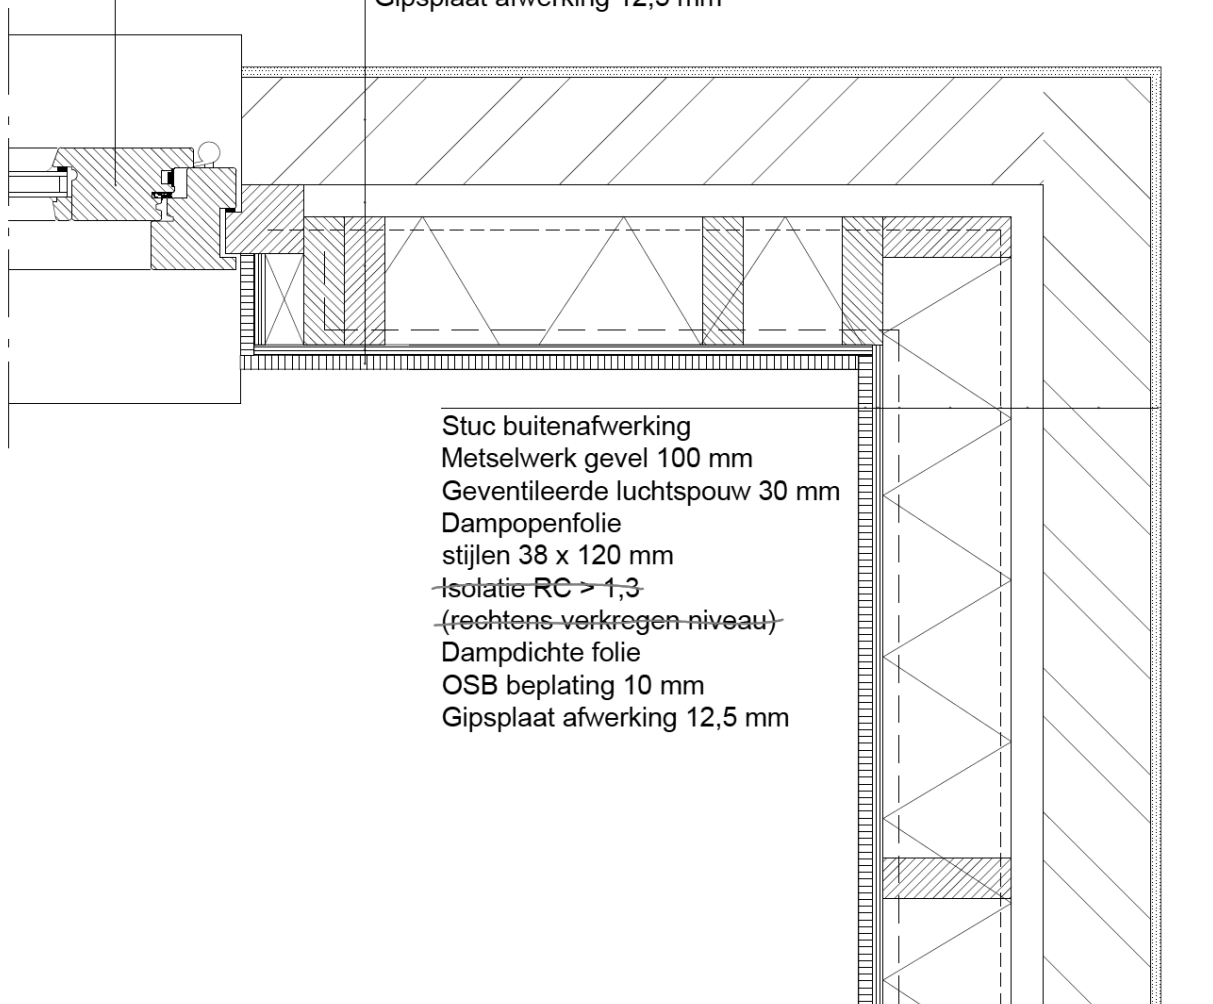 Gipsplaat afwerking 12,5 mm
Stuc buitenafwerking
Metselwerk gevel 100 mm
Geventileerde luchtspouw 30 mm
Dampopenfolie
stijlen 38 x 120 mm
Isolatie RC > 1,3
(rechtens verkregen niveau)
Dampdichte folie
OSB beplating 10 mm
Gipsplaat afwerking 12,5 mm